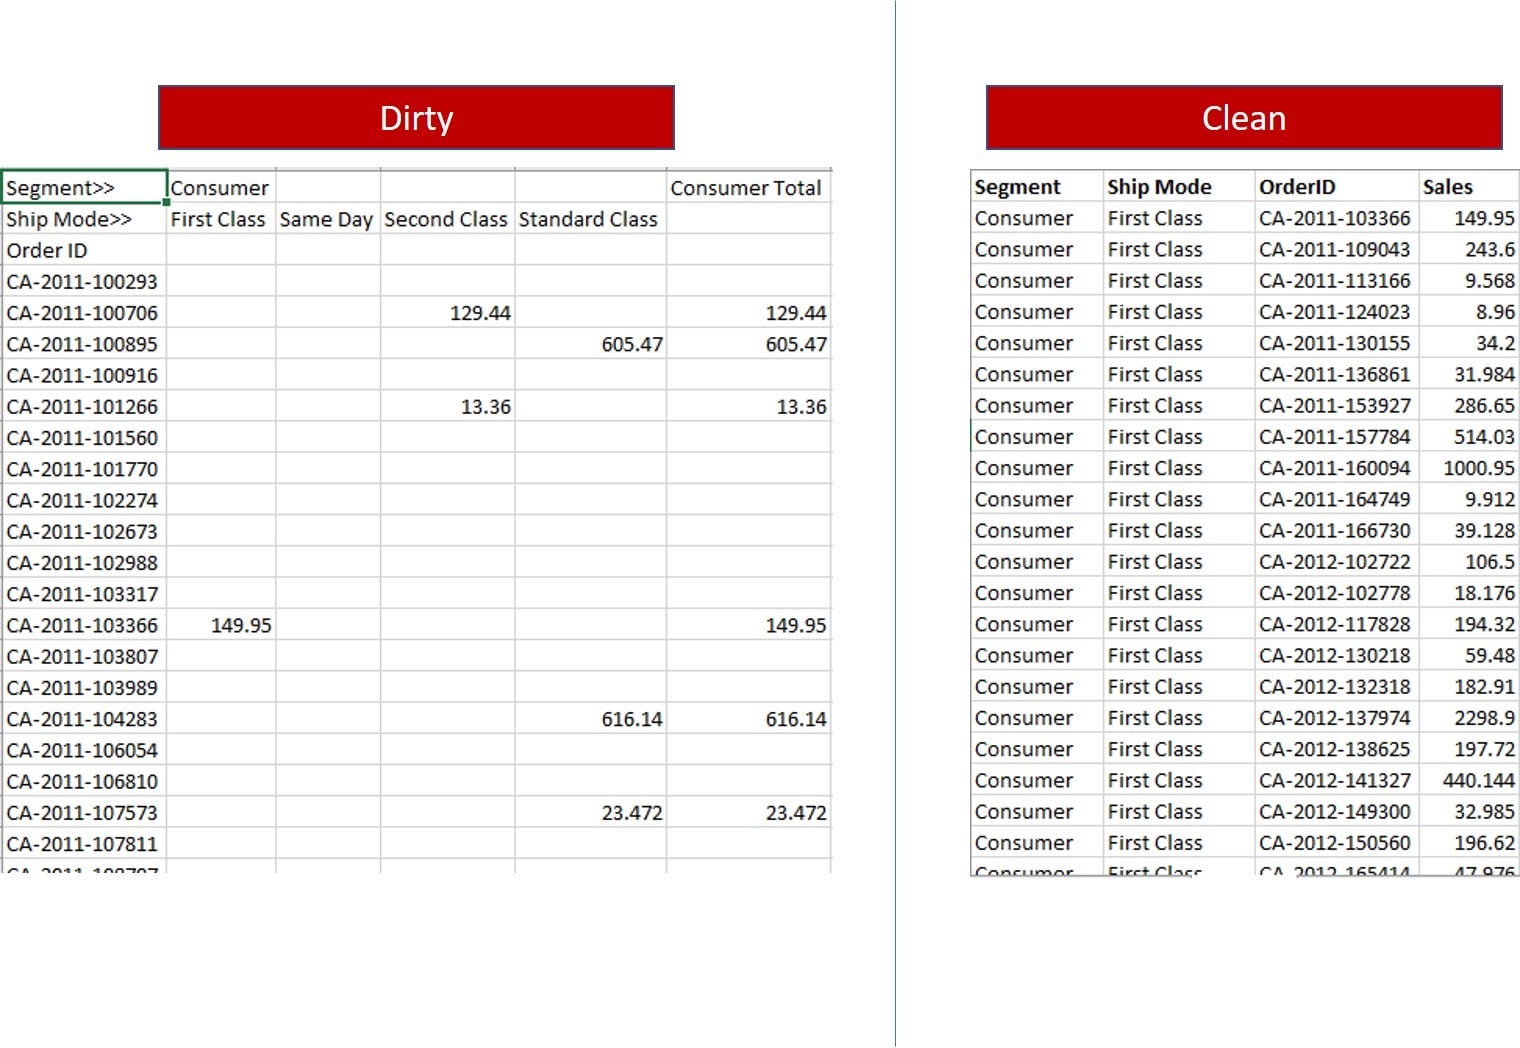 Dirty
Segment>> Consumer Consumer Total
Ship Mode>> First Class Same Day Second Class Standard Class
Order ID
CA-2011-100293
CA-2011-100706 129.44 129.44
CA-2011-100895 605.47 605.47
CA-2011-100916
CA-2011-101266 13.36 13.36
CA-2011-101560
CA-2011-101770
CA-2011-102274
CA-2011-102673
CA-2011-102988
CA-2011-103317
CA-2011-103366 149.95 149.95
CA-2011-103807
CA-2011-103989
CA-2011-104283 616.14 616.14
CA-2011-106054
CA-2011-106810
CA-2011-107573 23.472 23.472
CA-2011-107811
Clean
Segment Ship Mode OrderID Sales
Consumer First Class CA-2011-103366 149.95
Consumer First Class CA-2011-109043 243.6
Consumer First Class CA-2011-113166 9.568
Consumer First Class CA-2011-124023 8.96
Consumer First Class CA-2011-130155 34.2
Consumer First Class CA-2011-136861 31.984
Consumer First Class CA-2011-153927 286.65
Consumer First Class CA-2011-157784 514.03
Consumer First Class CA-2011-160094 1000.95
Consumer First Class CA-2011-164749 9.912
Consumer First Class CA-2011-166730 39.128
Consumer First Class CA-2012-102722 106.5
Consumer First Class CA-2012-102778 18.176
Consumer First Class CA-2012-117828 194.32
Consumer First Class CA-2012-130218 59.48
Consumer First Class CA-2012-132318 182.91
Consumer First Class CA-2012-137974 2298.9
Consumer First Class CA-2012-138625 197.72
Consumer First Class CA-2012-141327 440.144
Consumer First Class CA-2012-149300 32.985
Consumer First Class CA-2012-150560 196.62
Consumer First Class CA-2012-165414 47.976